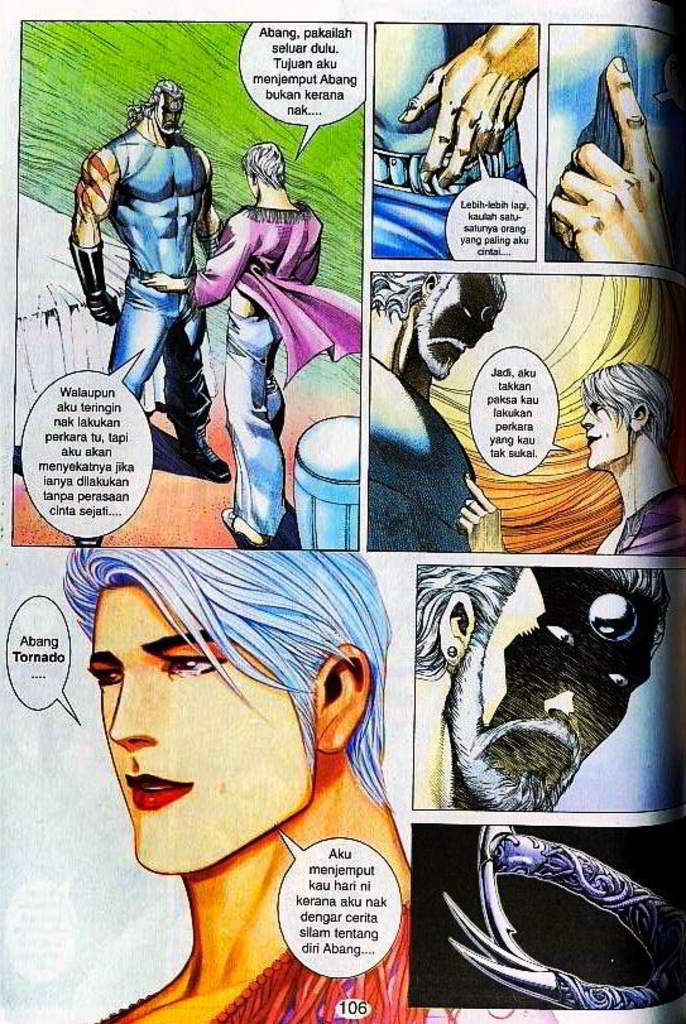 Abang, pakailah
seluar dulu.
Tujuan aku
menjemput Abang
bukan kerana
nak....
Walaupun
aku teringin
nak lakukan
perkara tu, tapi
aku akan
menyekatnya jika
ianya dilakukan
tanpa perasaan
cinta sejati....
Lebih-lebih lagi,
kaulah satu-
satunya orang
yang paling aku
cintai....
Jadi, aku
takkan
paksa kau
lakukan
perkara
yang kau
tak sukai.
Abang
Tornado
....
Aku
menjemput
kau hari ni
kerana aku nak
dengar cerita
silam tentang
diri Abang....
106